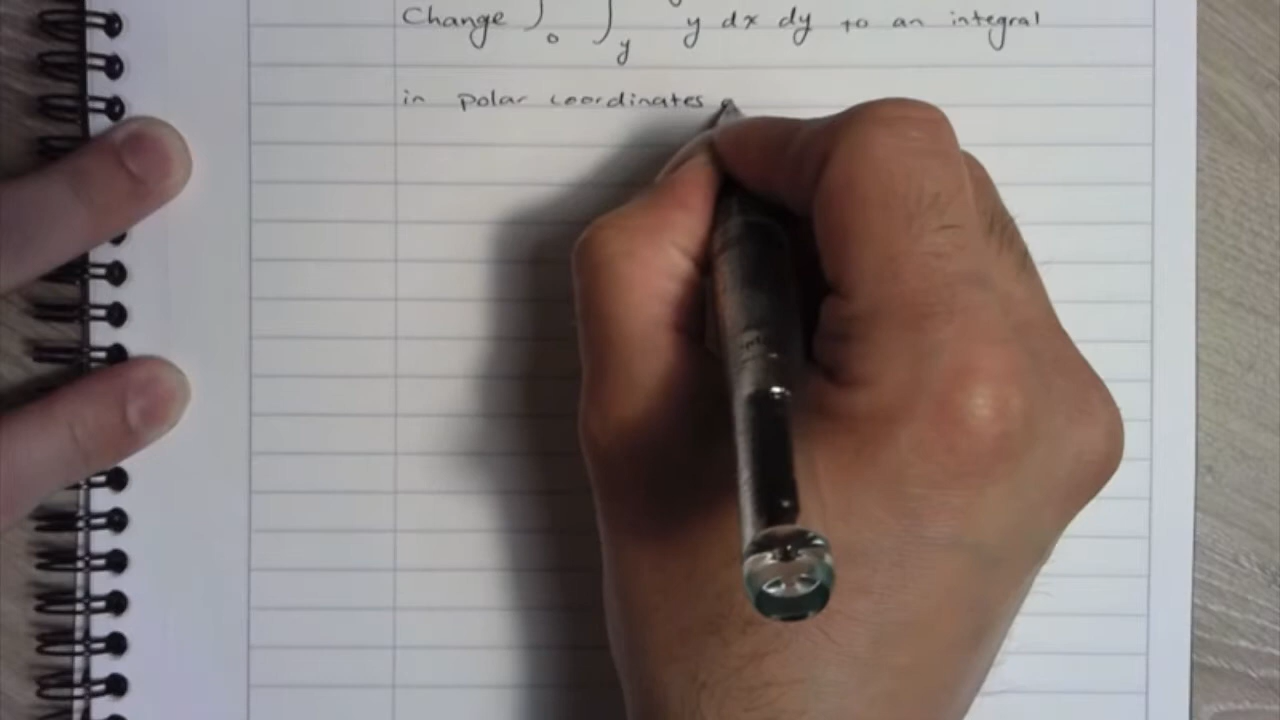 Change ∫₀ ∫y y dx dy to an integral
in polar coordinates